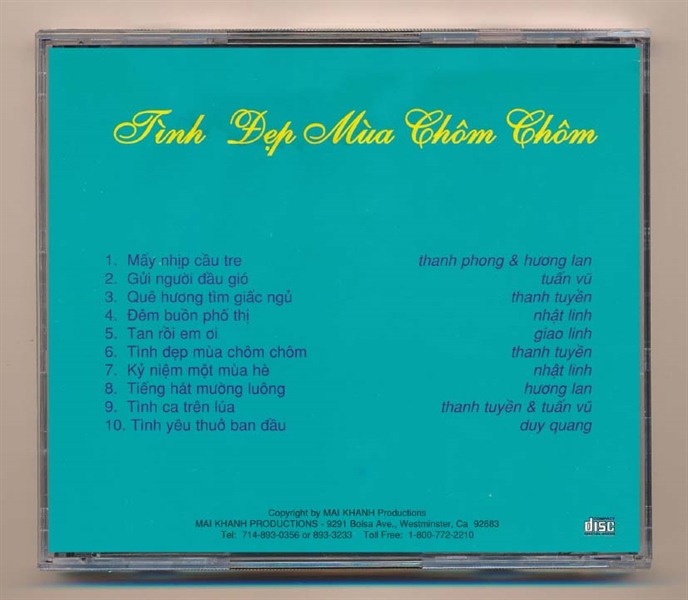 Tình Đẹp Mùa Chôm Chôm
1. Mấy nhịp cầu tre thanh phong & hương lan
2. Gửi người đầu gió tuấn vũ
3. Quê hương tìm giấc ngủ thanh tuyền
4. Đêm buồn phố thị nhật linh
5. Tan rồi em ơi giao linh
6. Tình đẹp mùa chôm chôm thanh tuyền
7. Kỷ niệm một mùa hè nhật linh
8. Tiếng hát mường luông hương lan
9. Tình ca trên lúa thanh tuyền & tuấn vũ
10. Tình yêu thuở ban đầu duy quang
Copyright by MAI KHANH Productions
MAI KHANH PRODUCTIONS - 9291 Bolsa Ave,. Westminster, Ca 92683
Tel: 714-893-0356 or 893-3233 Toll Free: 1-800-772-2210
COMPACT
disc